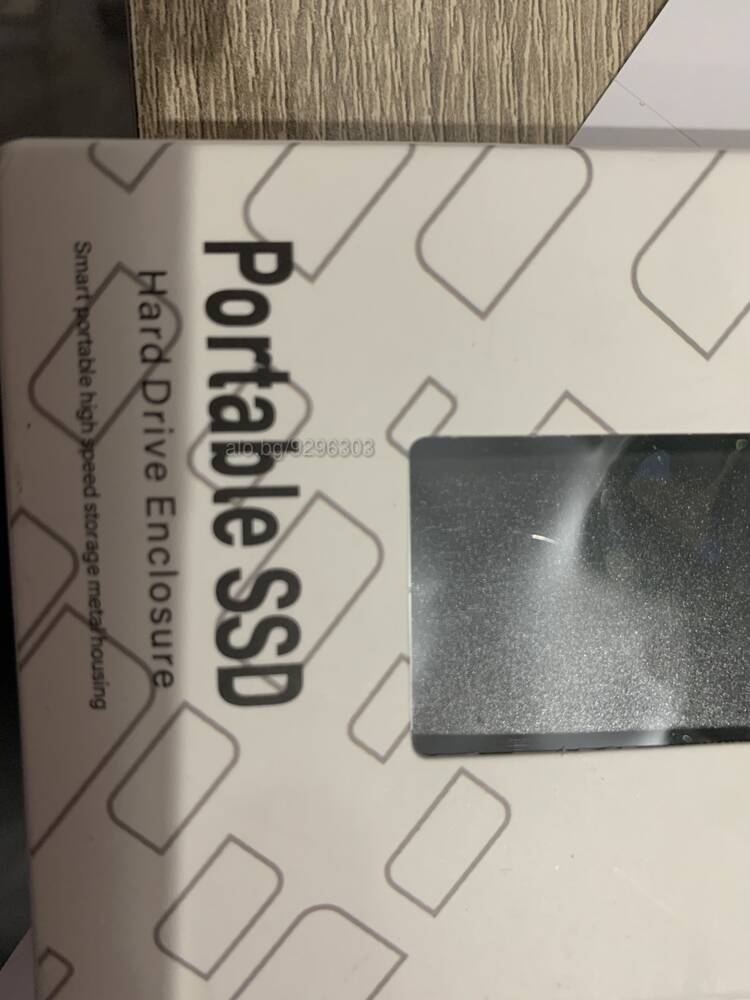 Portable SSD
Hard Drive Enclosure
Smart portable high speed storage metal housing
alo.bg/9296303